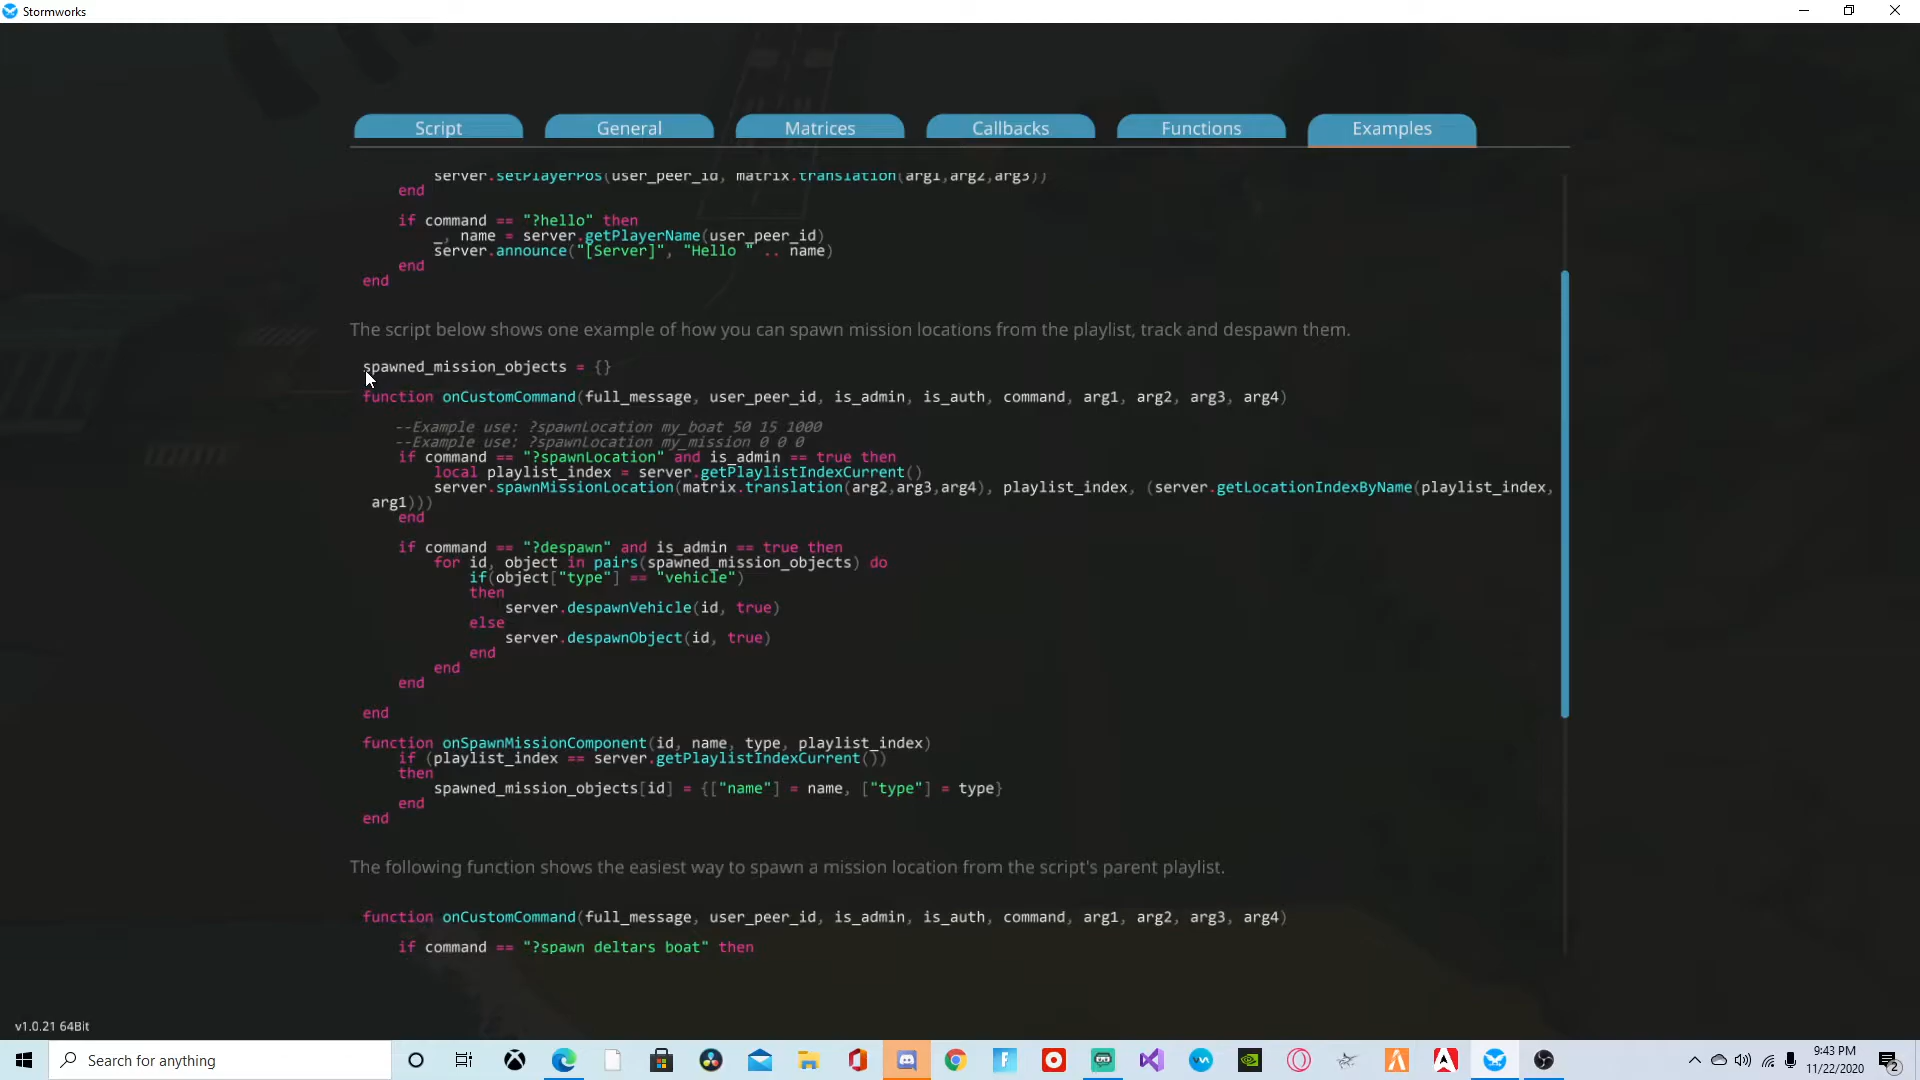 Stormworks
Script
General
Matrices
Callbacks
Functions
Examples
server.setPlayerPos(user_peer_id, matrix.translation(arg1,arg2,arg3))
end
if command == "?hello" then
_, name = server.getPlayerName(user_peer_id)
server.announce("[Server]", "Hello " .. name)
end
end
The script below shows one example of how you can spawn mission locations from the playlist, track and despawn them.
spawned_mission_objects = {}
function onCustomCommand(full_message, user_peer_id, is_admin, is_auth, command, arg1, arg2, arg3, arg4)
--Example use: ?spawnLocation my_boat 50 15 1000
--Example use: ?spawnLocation my_mission 0 0 0
if command == "?spawnLocation" and is_admin == true then
local playlist_index = server.getPlaylistIndexCurrent()
server.spawnMissionLocation(matrix.translation(arg2,arg3,arg4), playlist_index, (server.getLocationIndexByName(playlist_index,
arg1)))
end
if command == "?despawn" and is_admin == true then
for id, object in pairs(spawned_mission_objects) do
if(object["type"] == "vehicle")
then
server.despawnVehicle(id, true)
else
server.despawnObject(id, true)
end
end
end
end
function onSpawnMissionComponent(id, name, type, playlist_index)
if (playlist_index == server.getPlaylistIndexCurrent())
then
spawned_mission_objects[id] = {["name"] = name, ["type"] = type}
end
end
The following function shows the easiest way to spawn a mission location from the script's parent playlist.
function onCustomCommand(full_message, user_peer_id, is_admin, is_auth, command, arg1, arg2, arg3, arg4)
if command == "?spawn deltars boat" then
v1.0.21 64Bit
Search for anything
9:43 PM
11/22/2020
2